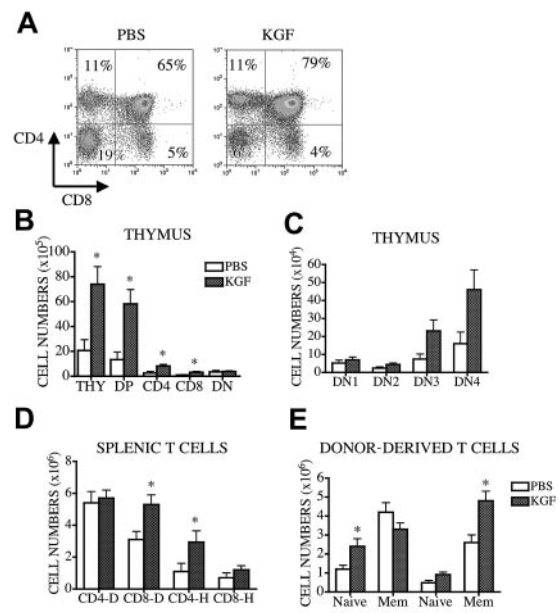 A
PBS
KGF
11%
65%
11%
79%
19%
5%
4%
CD4
CD8
B
THYMUS
CELL NUMBERS (x10⁵)
100
80
60
40
20
0
* * * *
PBS
KGF
THY DP CD4 CD8 DN
C
THYMUS
CELL NUMBERS (x10⁴)
60
50
40
30
20
10
0
DN1 DN2 DN3 DN4
D
SPLENIC T CELLS
CELL NUMBERS (x10⁶)
8
6
4
2
0
* *
CD4-D CD8-D CD4-H CD8-H
E
DONOR-DERIVED T CELLS
CELL NUMBERS (x10⁶)
6
5
4
3
2
1
0
* *
PBS
KGF
Naive Mem Naive Mem